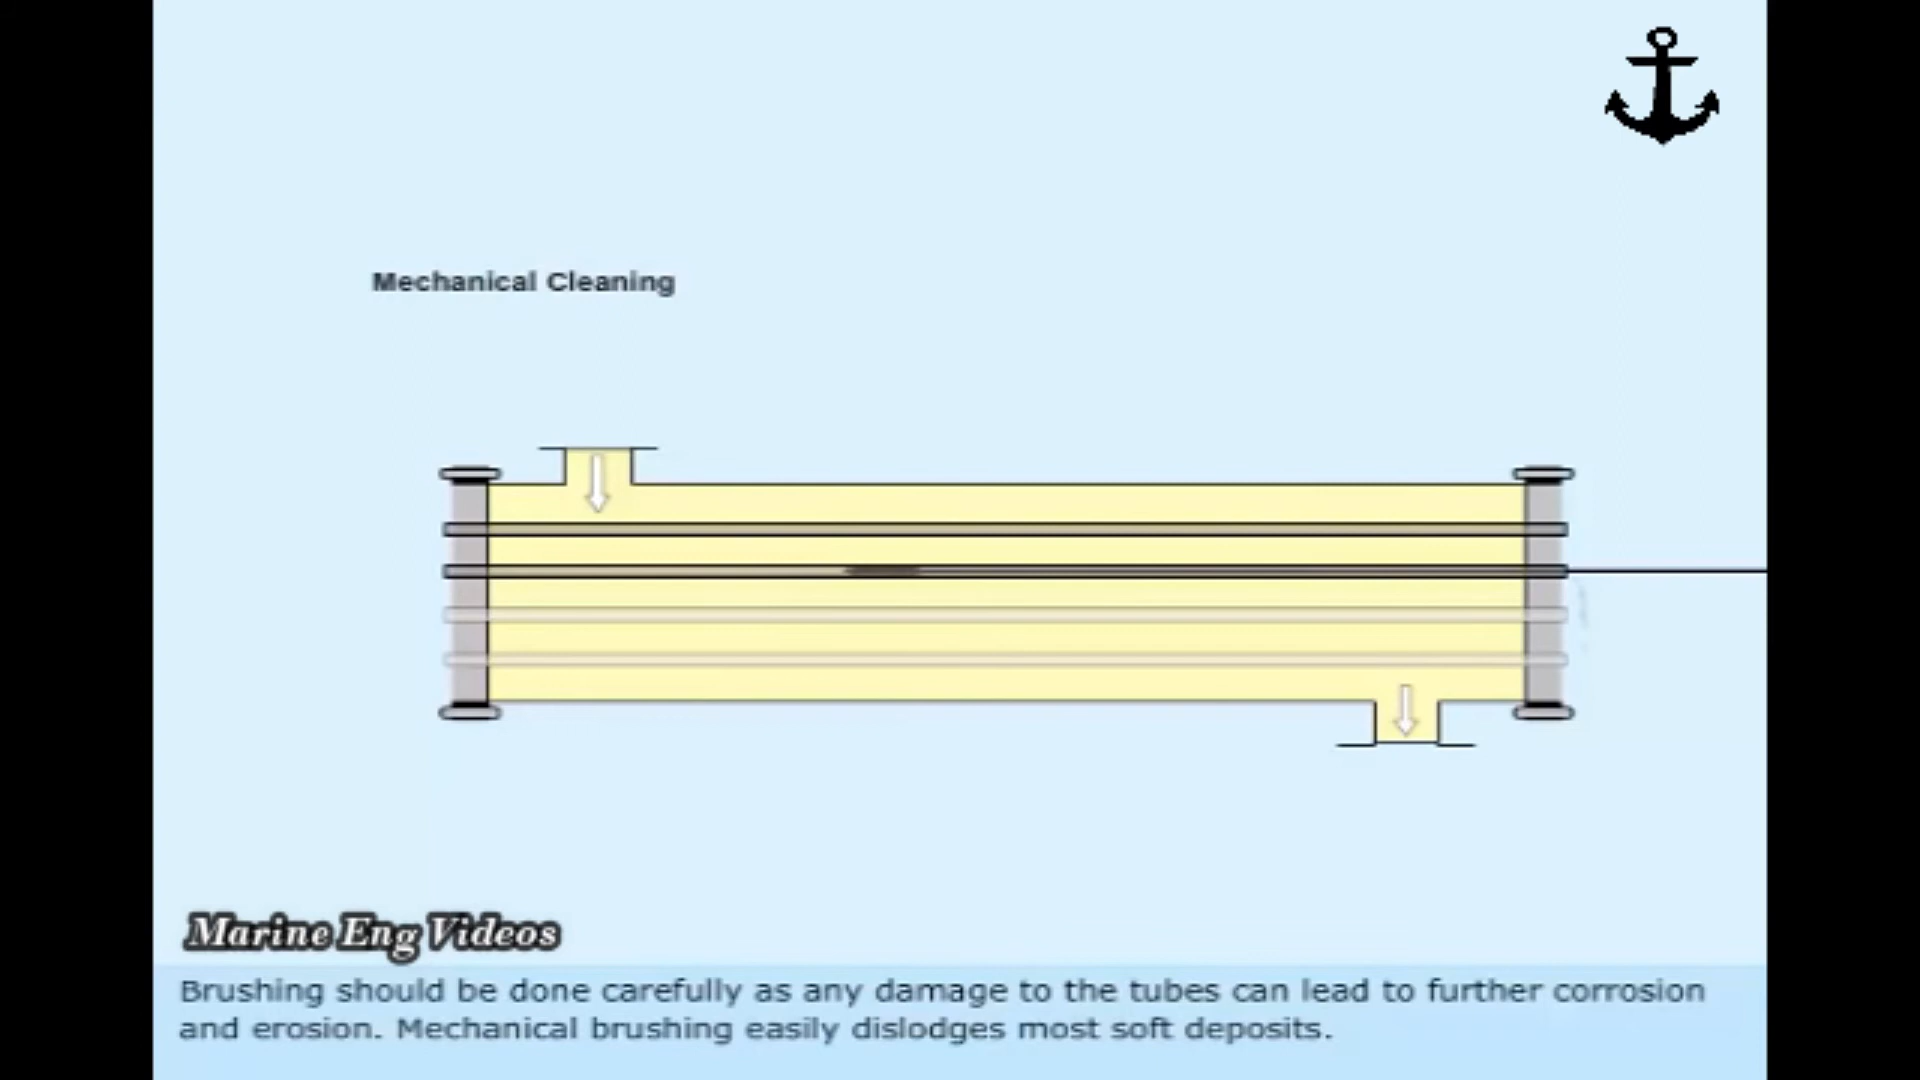 Mechanical Cleaning
Marine Eng Videos
Brushing should be done carefully as any damage to the tubes can lead to further corrosion
and erosion. Mechanical brushing easily dislodges most soft deposits.